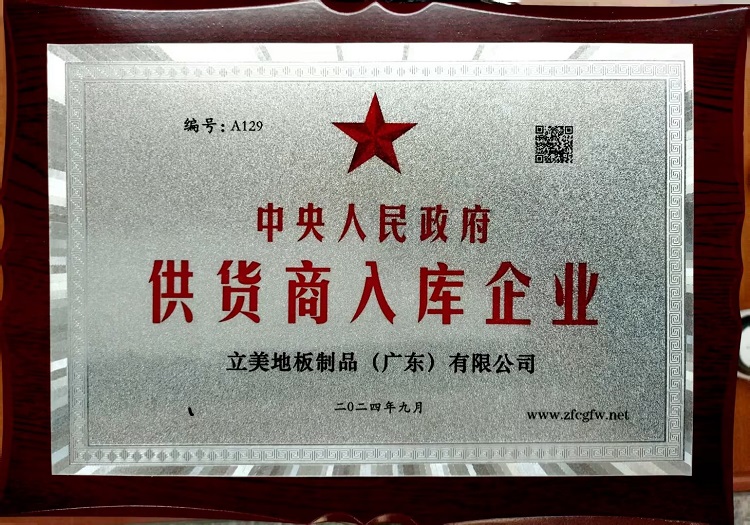 编号：A129
中央人民政府
供货商入库企业
立美地板制品（广东）有限公司
二〇二四年九月
www.zfcgfw.net